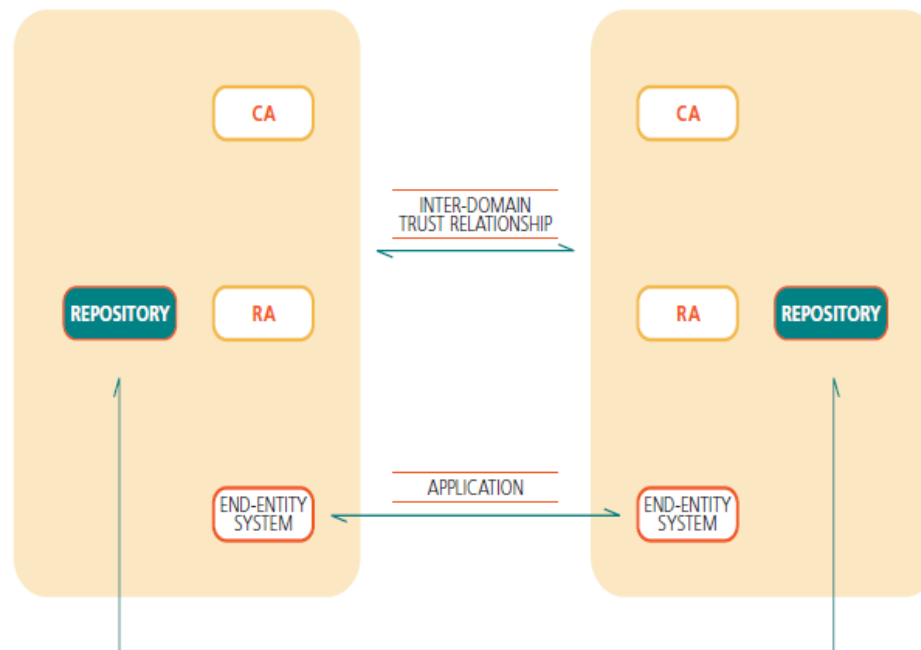 CA
CA
INTER-DOMAIN
TRUST RELATIONSHIP
REPOSITORY
RA
RA
REPOSITORY
APPLICATION
END-ENTITY
SYSTEM
END-ENTITY
SYSTEM